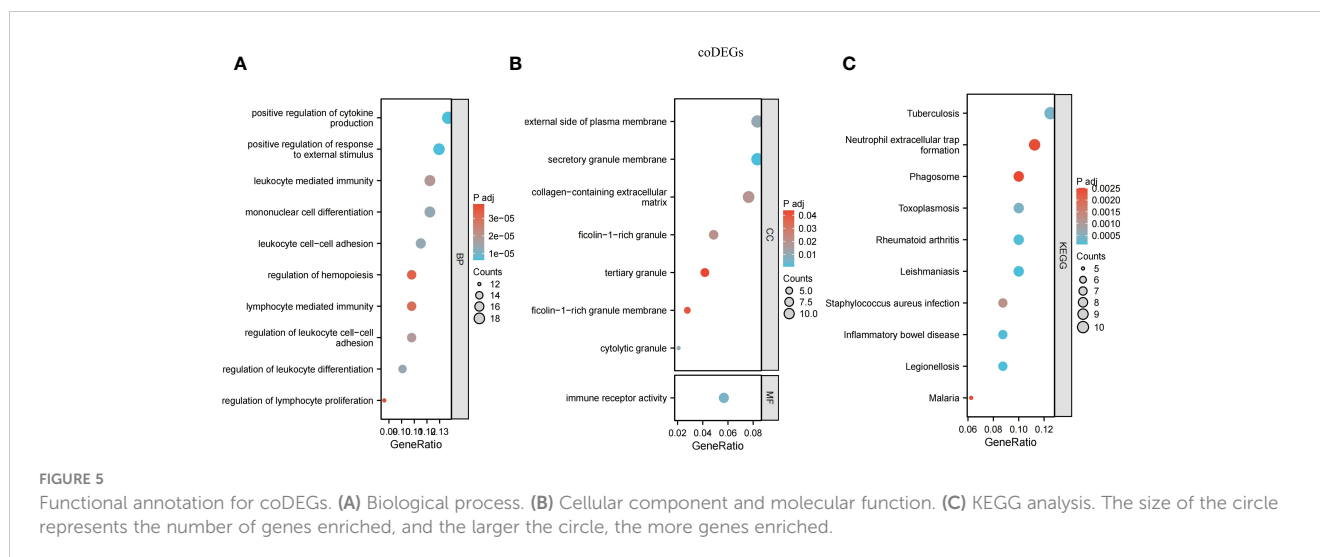 coDEGs
A
positive regulation of cytokine
production
positive regulation of response
to external stimulus
leukocyte mediated immunity
mononuclear cell differentiation
leukocyte cell−cell adhesion
regulation of hemopoiesis
lymphocyte mediated immunity
regulation of leukocyte cell−cell
adhesion
regulation of leukocyte differentiation
regulation of lymphocyte proliferation
BP
0.09 0.10 0.11 0.12 0.13
GeneRatio
P adj
3e−05
2e−05
1e−05
Counts
12
14
16
18
B
external side of plasma membrane
secretory granule membrane
collagen−containing extracellular
matrix
ficolin−1−rich granule
tertiary granule
ficolin−1−rich granule membrane
cytolytic granule
immune receptor activity
CC
MF
0.02 0.04 0.06 0.08
GeneRatio
P adj
0.04
0.03
0.02
0.01
Counts
5.0
7.5
10.0
C
Tuberculosis
Neutrophil extracellular trap
formation
Phagosome
Toxoplasmosis
Rheumatoid arthritis
Leishmaniasis
Staphylococcus aureus infection
Inflammatory bowel disease
Legionellosis
Malaria
KEGG
0.06 0.08 0.10 0.12
GeneRatio
P adj
0.0025
0.0020
0.0015
0.0010
0.0005
Counts
5
6
7
8
9
10
FIGURE 5
Functional annotation for coDEGs. (A) Biological process. (B) Cellular component and molecular function. (C) KEGG analysis. The size of the circle
represents the number of genes enriched, and the larger the circle, the more genes enriched.